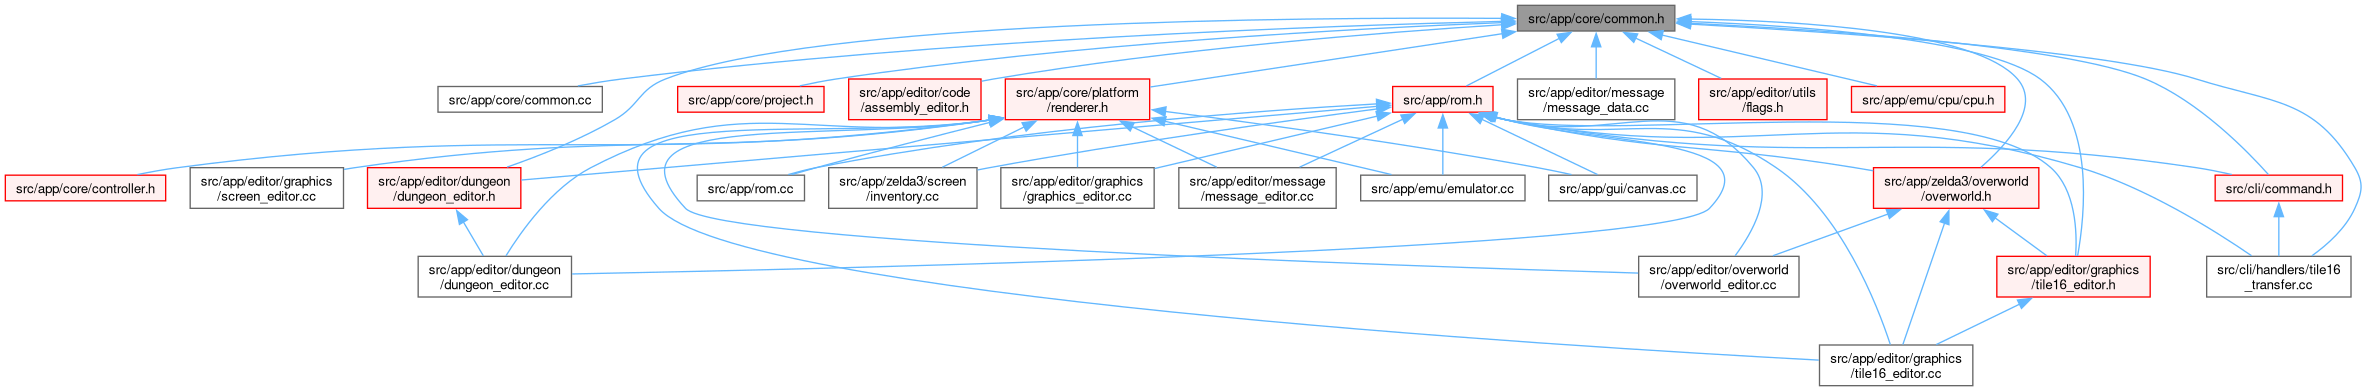 src/app/core/common.h
src/app/core/common.cc
src/app/core/project.h
src/app/editor/code
/assembly_editor.h
src/app/core/platform
/renderer.h
src/app/rom.h
src/app/editor/message
/message_data.cc
src/app/editor/utils
/flags.h
src/app/emu/cpu/cpu.h
src/app/core/controller.h
src/app/editor/graphics
/screen_editor.cc
src/app/editor/dungeon
/dungeon_editor.h
src/app/rom.cc
src/app/zelda3/screen
/inventory.cc
src/app/editor/graphics
/graphics_editor.cc
src/app/editor/message
/message_editor.cc
src/app/emu/emulator.cc
src/app/gui/canvas.cc
src/app/zelda3/overworld
/overworld.h
src/cli/command.h
src/app/editor/dungeon
/dungeon_editor.cc
src/app/editor/overworld
/overworld_editor.cc
src/app/editor/graphics
/tile16_editor.h
src/cli/handlers/tile16
_transfer.cc
src/app/editor/graphics
/tile16_editor.cc